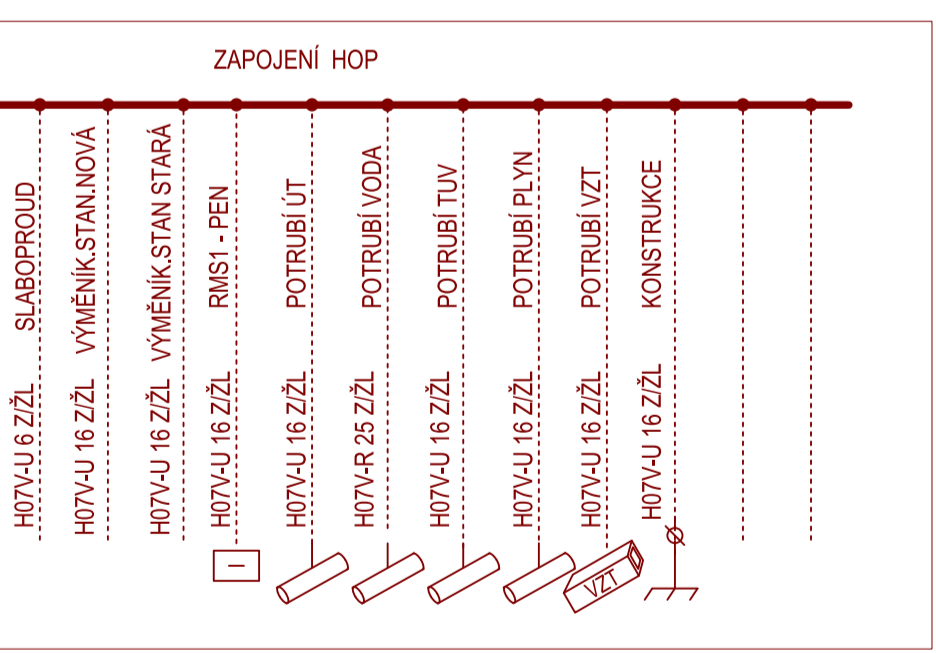 ZAPOJENÍ HOP
H07V-U 6 Z/ŽL SLABOPROUD
H07V-U 16 Z/ŽL VÝMĚNÍK.STAN.NOVÁ
H07V-U 16 Z/ŽL VÝMĚNÍK.STAN STARÁ
H07V-U 16 Z/ŽL RMS1 - PEN
H07V-U 16 Z/ŽL POTRUBÍ ÚT
H07V-R 25 Z/ŽL POTRUBÍ VODA
H07V-U 16 Z/ŽL POTRUBÍ TUV
H07V-U 16 Z/ŽL POTRUBÍ PLYN
H07V-U 16 Z/ŽL POTRUBÍ VZT
H07V-U 16 Z/ŽL KONSTRUKCE
VZT